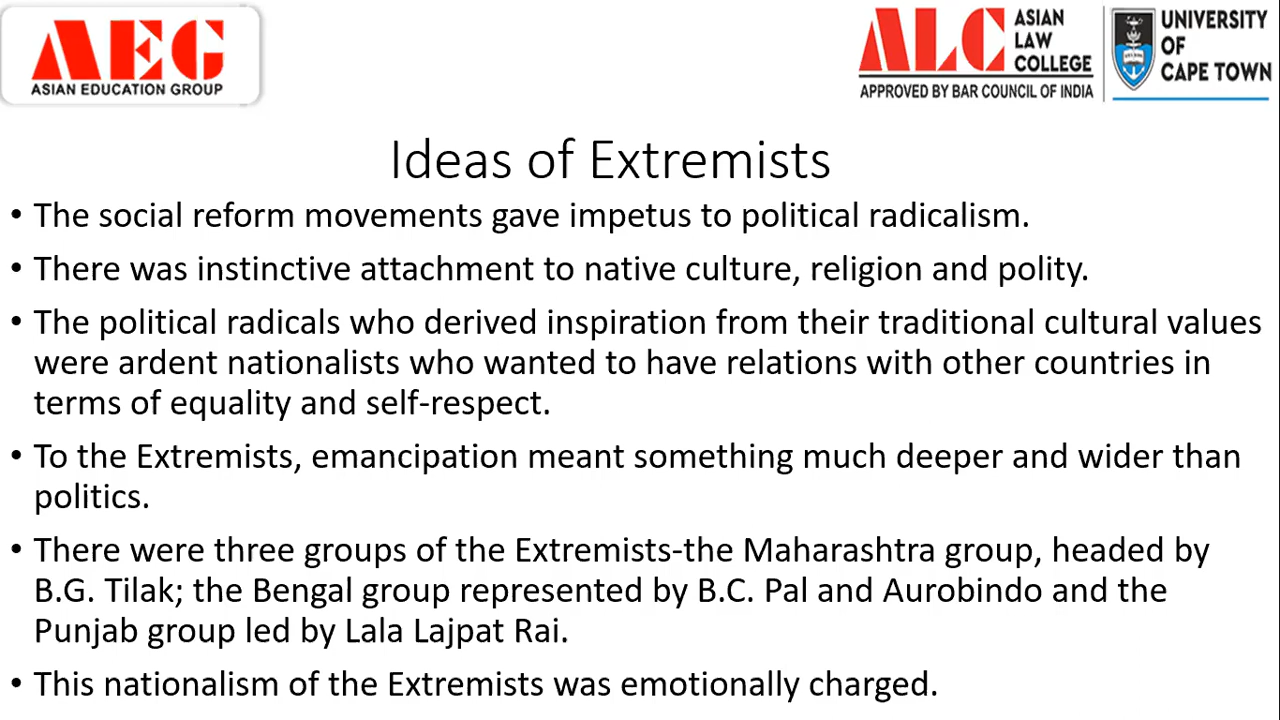 AEG
ASIAN EDUCATION GROUP
ALC
ASIAN
LAW
COLLEGE
APPROVED BY BAR COUNCIL OF INDIA
UNIVERSITY
OF
CAPE TOWN
Ideas of Extremists
• The social reform movements gave impetus to political radicalism.
• There was instinctive attachment to native culture, religion and polity.
• The political radicals who derived inspiration from their traditional cultural values
were ardent nationalists who wanted to have relations with other countries in
terms of equality and self-respect.
• To the Extremists, emancipation meant something much deeper and wider than
politics.
• There were three groups of the Extremists-the Maharashtra group, headed by
B.G. Tilak; the Bengal group represented by B.C. Pal and Aurobindo and the
Punjab group led by Lala Lajpat Rai.
• This nationalism of the Extremists was emotionally charged.